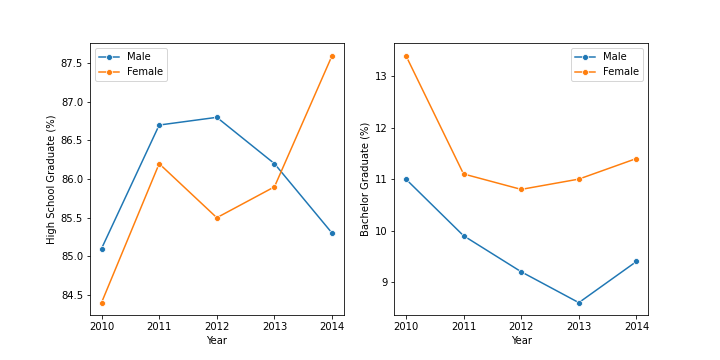 High School Graduate (%)
87.5
87.0
86.5
86.0
85.5
85.0
84.5
Male
Female
2010 2011 2012 2013 2014
Year
Bachelor Graduate (%)
13
12
11
10
9
Male
Female
2010 2011 2012 2013 2014
Year